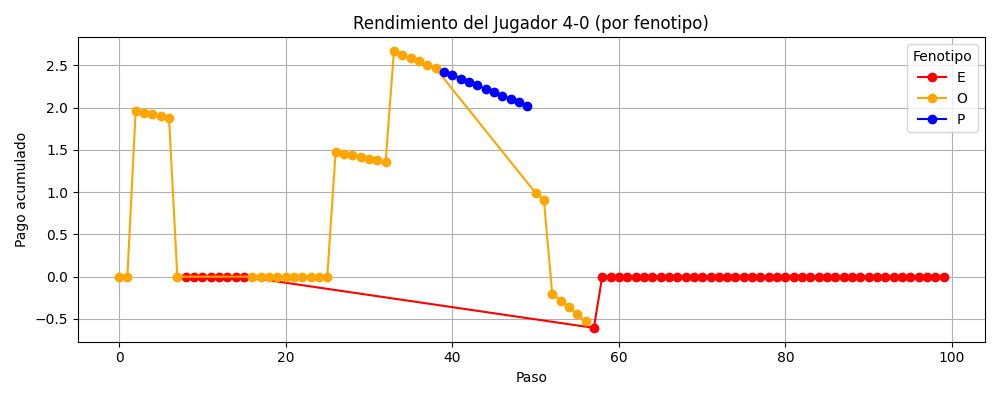 Rendimiento del Jugador 4-0 (por fenotipo)
Pago acumulado
2.5
2.0
1.5
1.0
0.5
0.0
−0.5
0
20
40
60
80
100
Paso
Fenotipo
E
O
P